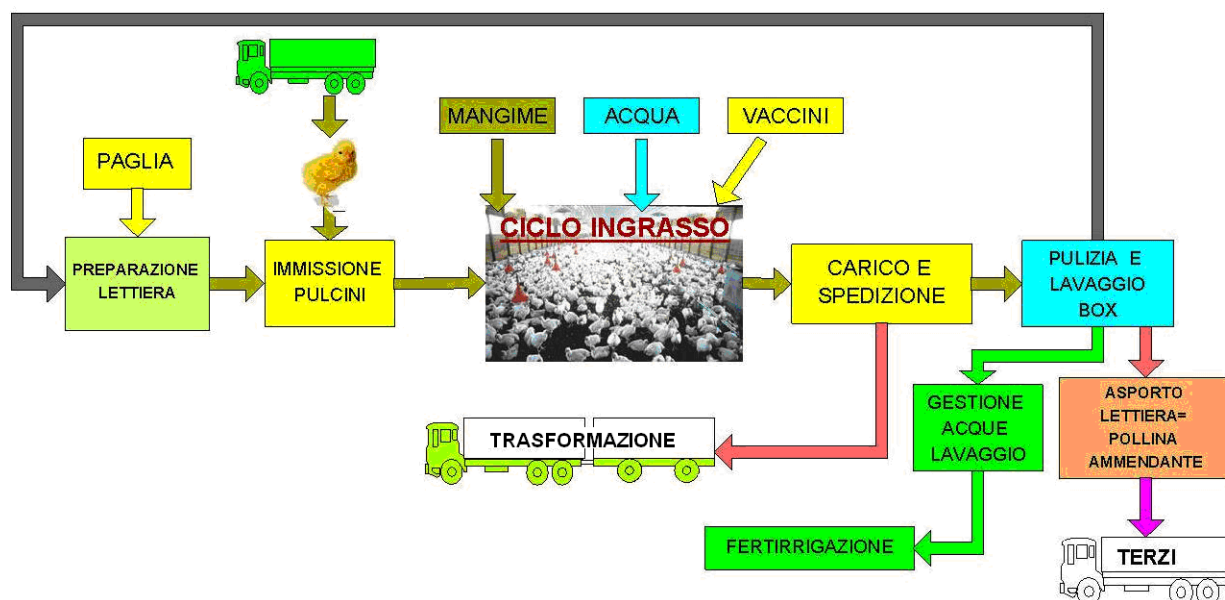 MANGIME
ACQUA
VACCINI
PAGLIA
CICLO INGRASSO
PREPARAZIONE
LETTIERA
IMMISSIONE
PULCINI
CARICO E
SPEDIZIONE
PULIZIA E
LAVAGGIO
BOX
GESTIONE
ACQUE
LAVAGGIO
ASPORTO
LETTIERA=
POLLINA
AMMENDANTE
TRASFORMAZIONE
FERTIRRIGAZIONE
TERZI